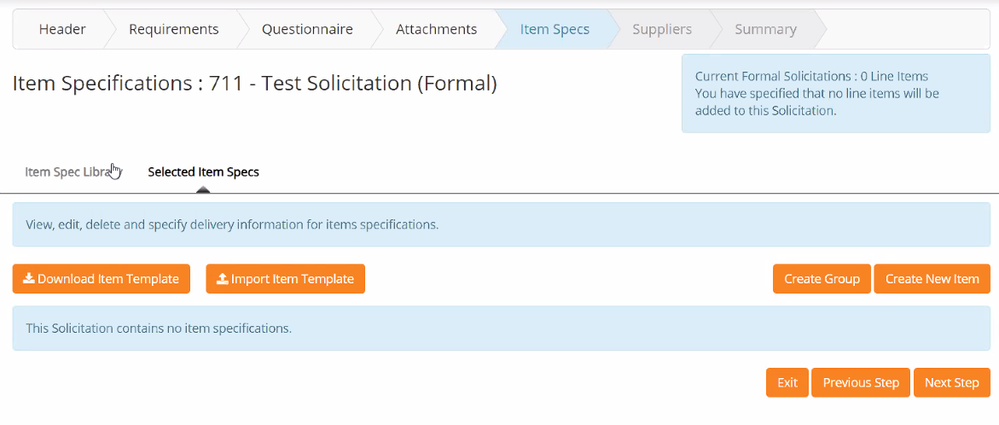 Header Requirements Questionnaire Attachments Item Specs Suppliers Summary
Item Specifications : 711 - Test Solicitation (Formal)
Current Formal Solicitations : 0 Line Items
You have specified that no line items will be
added to this Solicitation.
Item Spec Library Selected Item Specs
View, edit, delete and specify delivery information for items specifications.
Download Item Template Import Item Template Create Group Create New Item
This Solicitation contains no item specifications.
Exit Previous Step Next Step